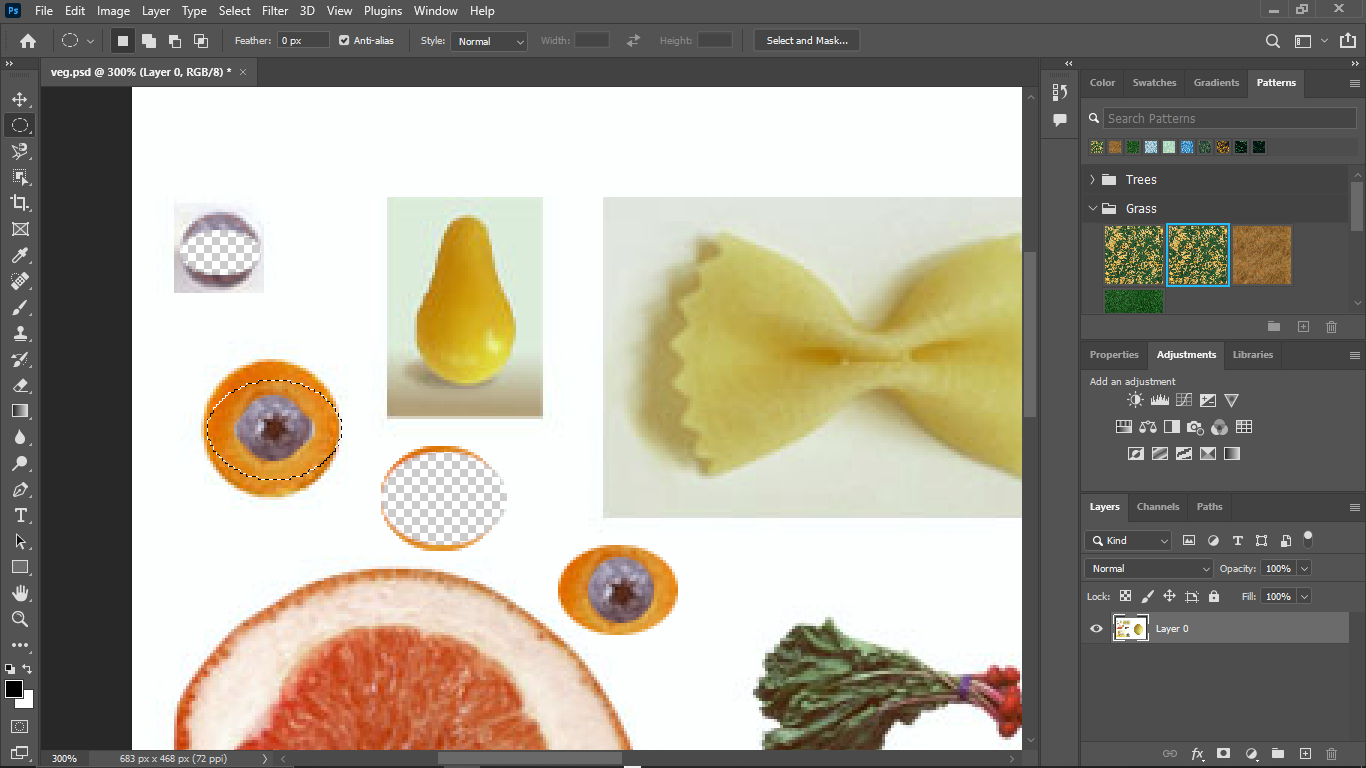 Ps File Edit Image Layer Type Select Filter 3D View Plugins Window Help
Feather: 0 px Anti-alias Style: Normal Width: Height: Select and Mask...
veg.psd @ 300% (Layer 0, RGB/8) * ×
Color Swatches Gradients Patterns
Search Patterns
Trees
Grass
Properties Adjustments Libraries
Add an adjustment
Layers Channels Paths
Kind
Normal Opacity: 100%
Lock: Fill: 100%
Layer 0
300% 683 px x 468 px (72 ppi)
fx